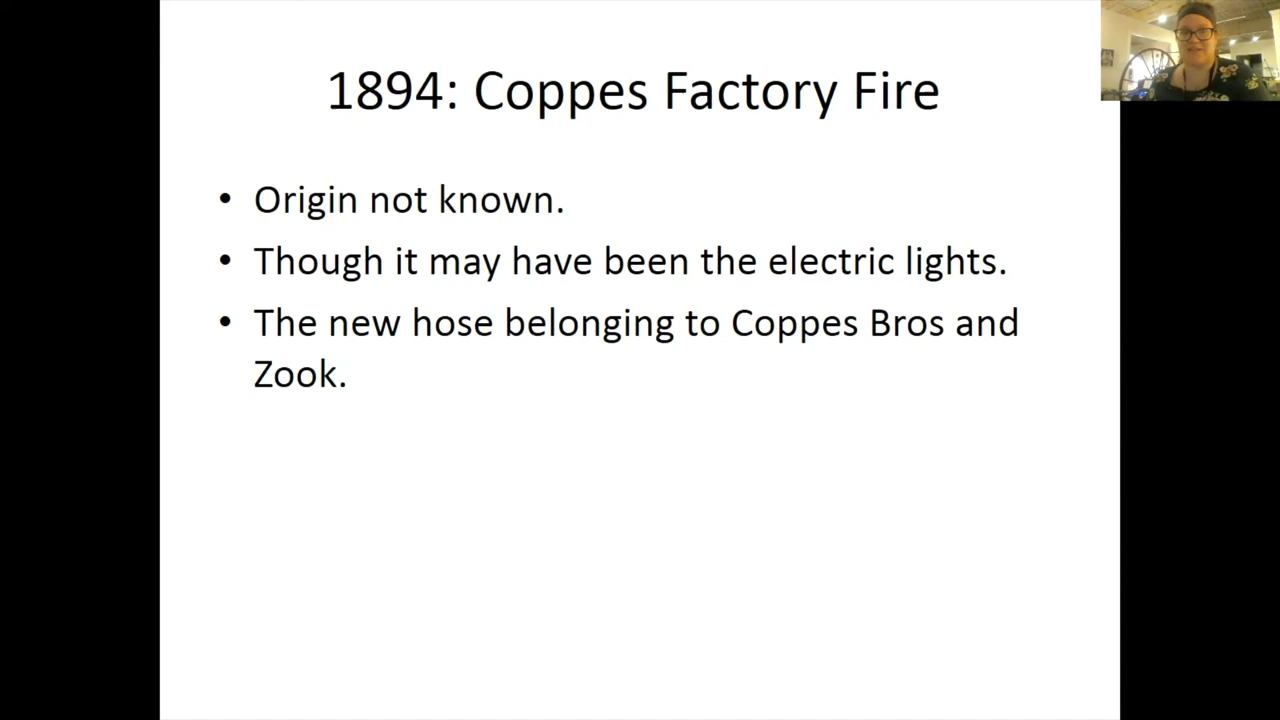 1894: Coppes Factory Fire
• Origin not known.
• Though it may have been the electric lights.
• The new hose belonging to Coppes Bros and
Zook.